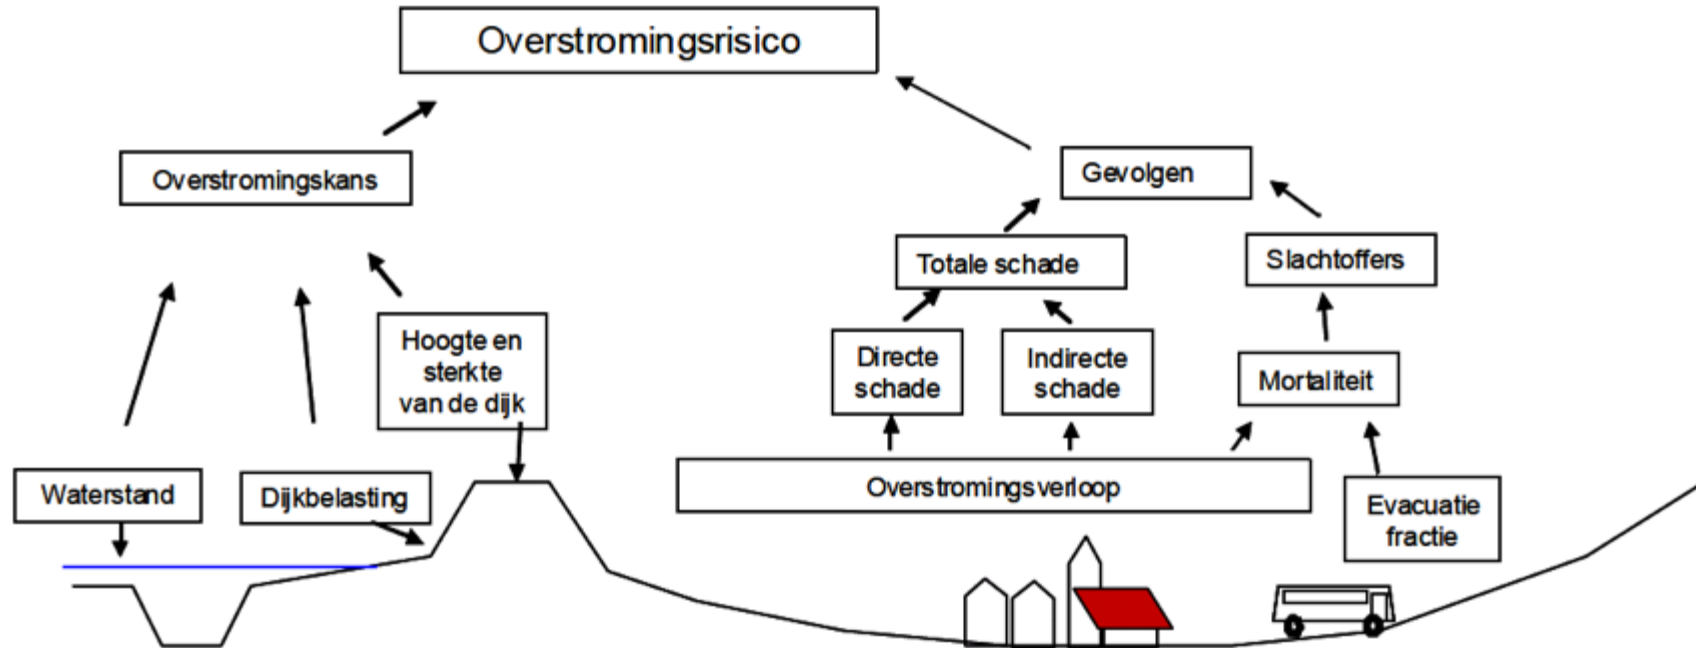 Overstromingsrisico
Overstromingskans
Gevolgen
Totale schade
Slachtoffers
Hoogte en
sterkte
van de dijk
Directe
schade
Indirecte
schade
Mortaliteit
Waterstand
Dijkbelasting
Overstromingsverloop
Evacuatie
fractie